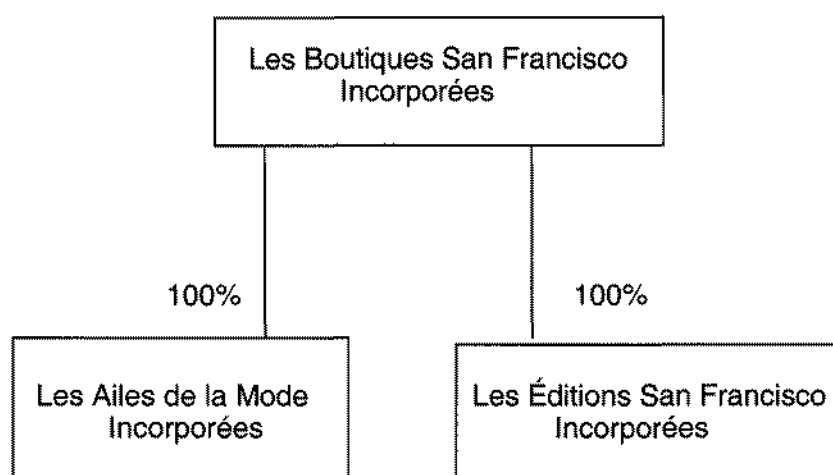 Les Boutiques San Francisco
Incorporées
100%
100%
Les Ailes de la Mode
Incorporées
Les Éditions San Francisco
Incorporées